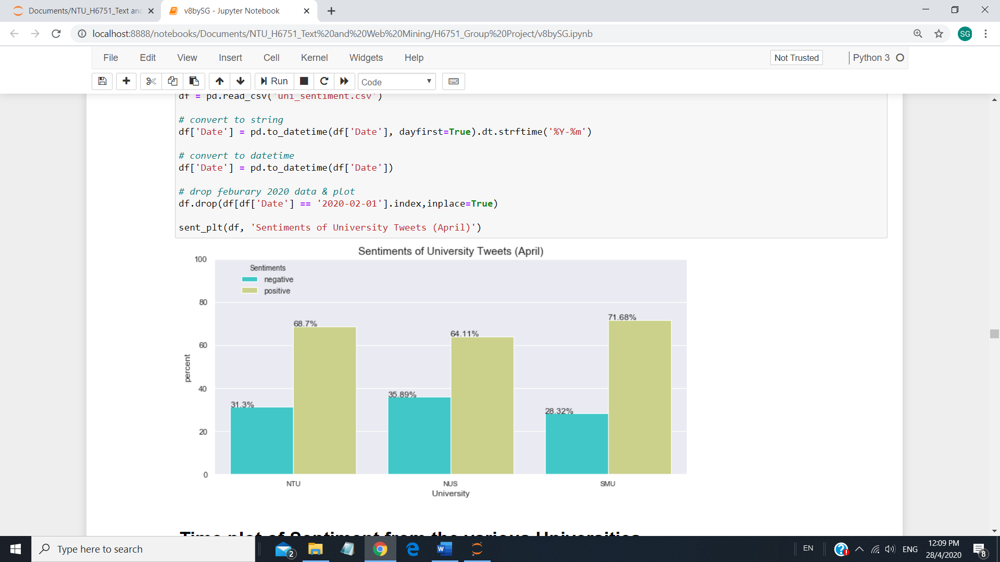 Documents/NTU_H6751_Text and
v8bySG - Jupyter Notebook
localhost:8888/notebooks/Documents/NTU_H6751_Text%20and%20Web%20Mining/H6751_Group%20Project/v8bySG.ipynb
SG
File Edit View Insert Cell Kernel Widgets Help
Not Trusted
Python 3
Run
Code
df = pd.read_csv('uni_sentiment.csv')
# convert to string
df['Date'] = pd.to_datetime(df['Date'], dayfirst=True).dt.strftime('%Y-%m')
# convert to datetime
df['Date'] = pd.to_datetime(df['Date'])
# drop feburary 2020 data & plot
df.drop(df[df['Date'] == '2020-02-01'].index,inplace=True)
sent_plt(df, 'Sentiments of University Tweets (April)')
Sentiments of University Tweets (April)
100
80
60
40
20
0
percent
Sentiments
negative
positive
31.3%
68.7%
35.89%
64.11%
28.32%
71.68%
NTU
NUS
SMU
University
Time plot of Sentiment from the various Universities
Type here to search
2
EN
ENG
12:09 PM
28/4/2020
8